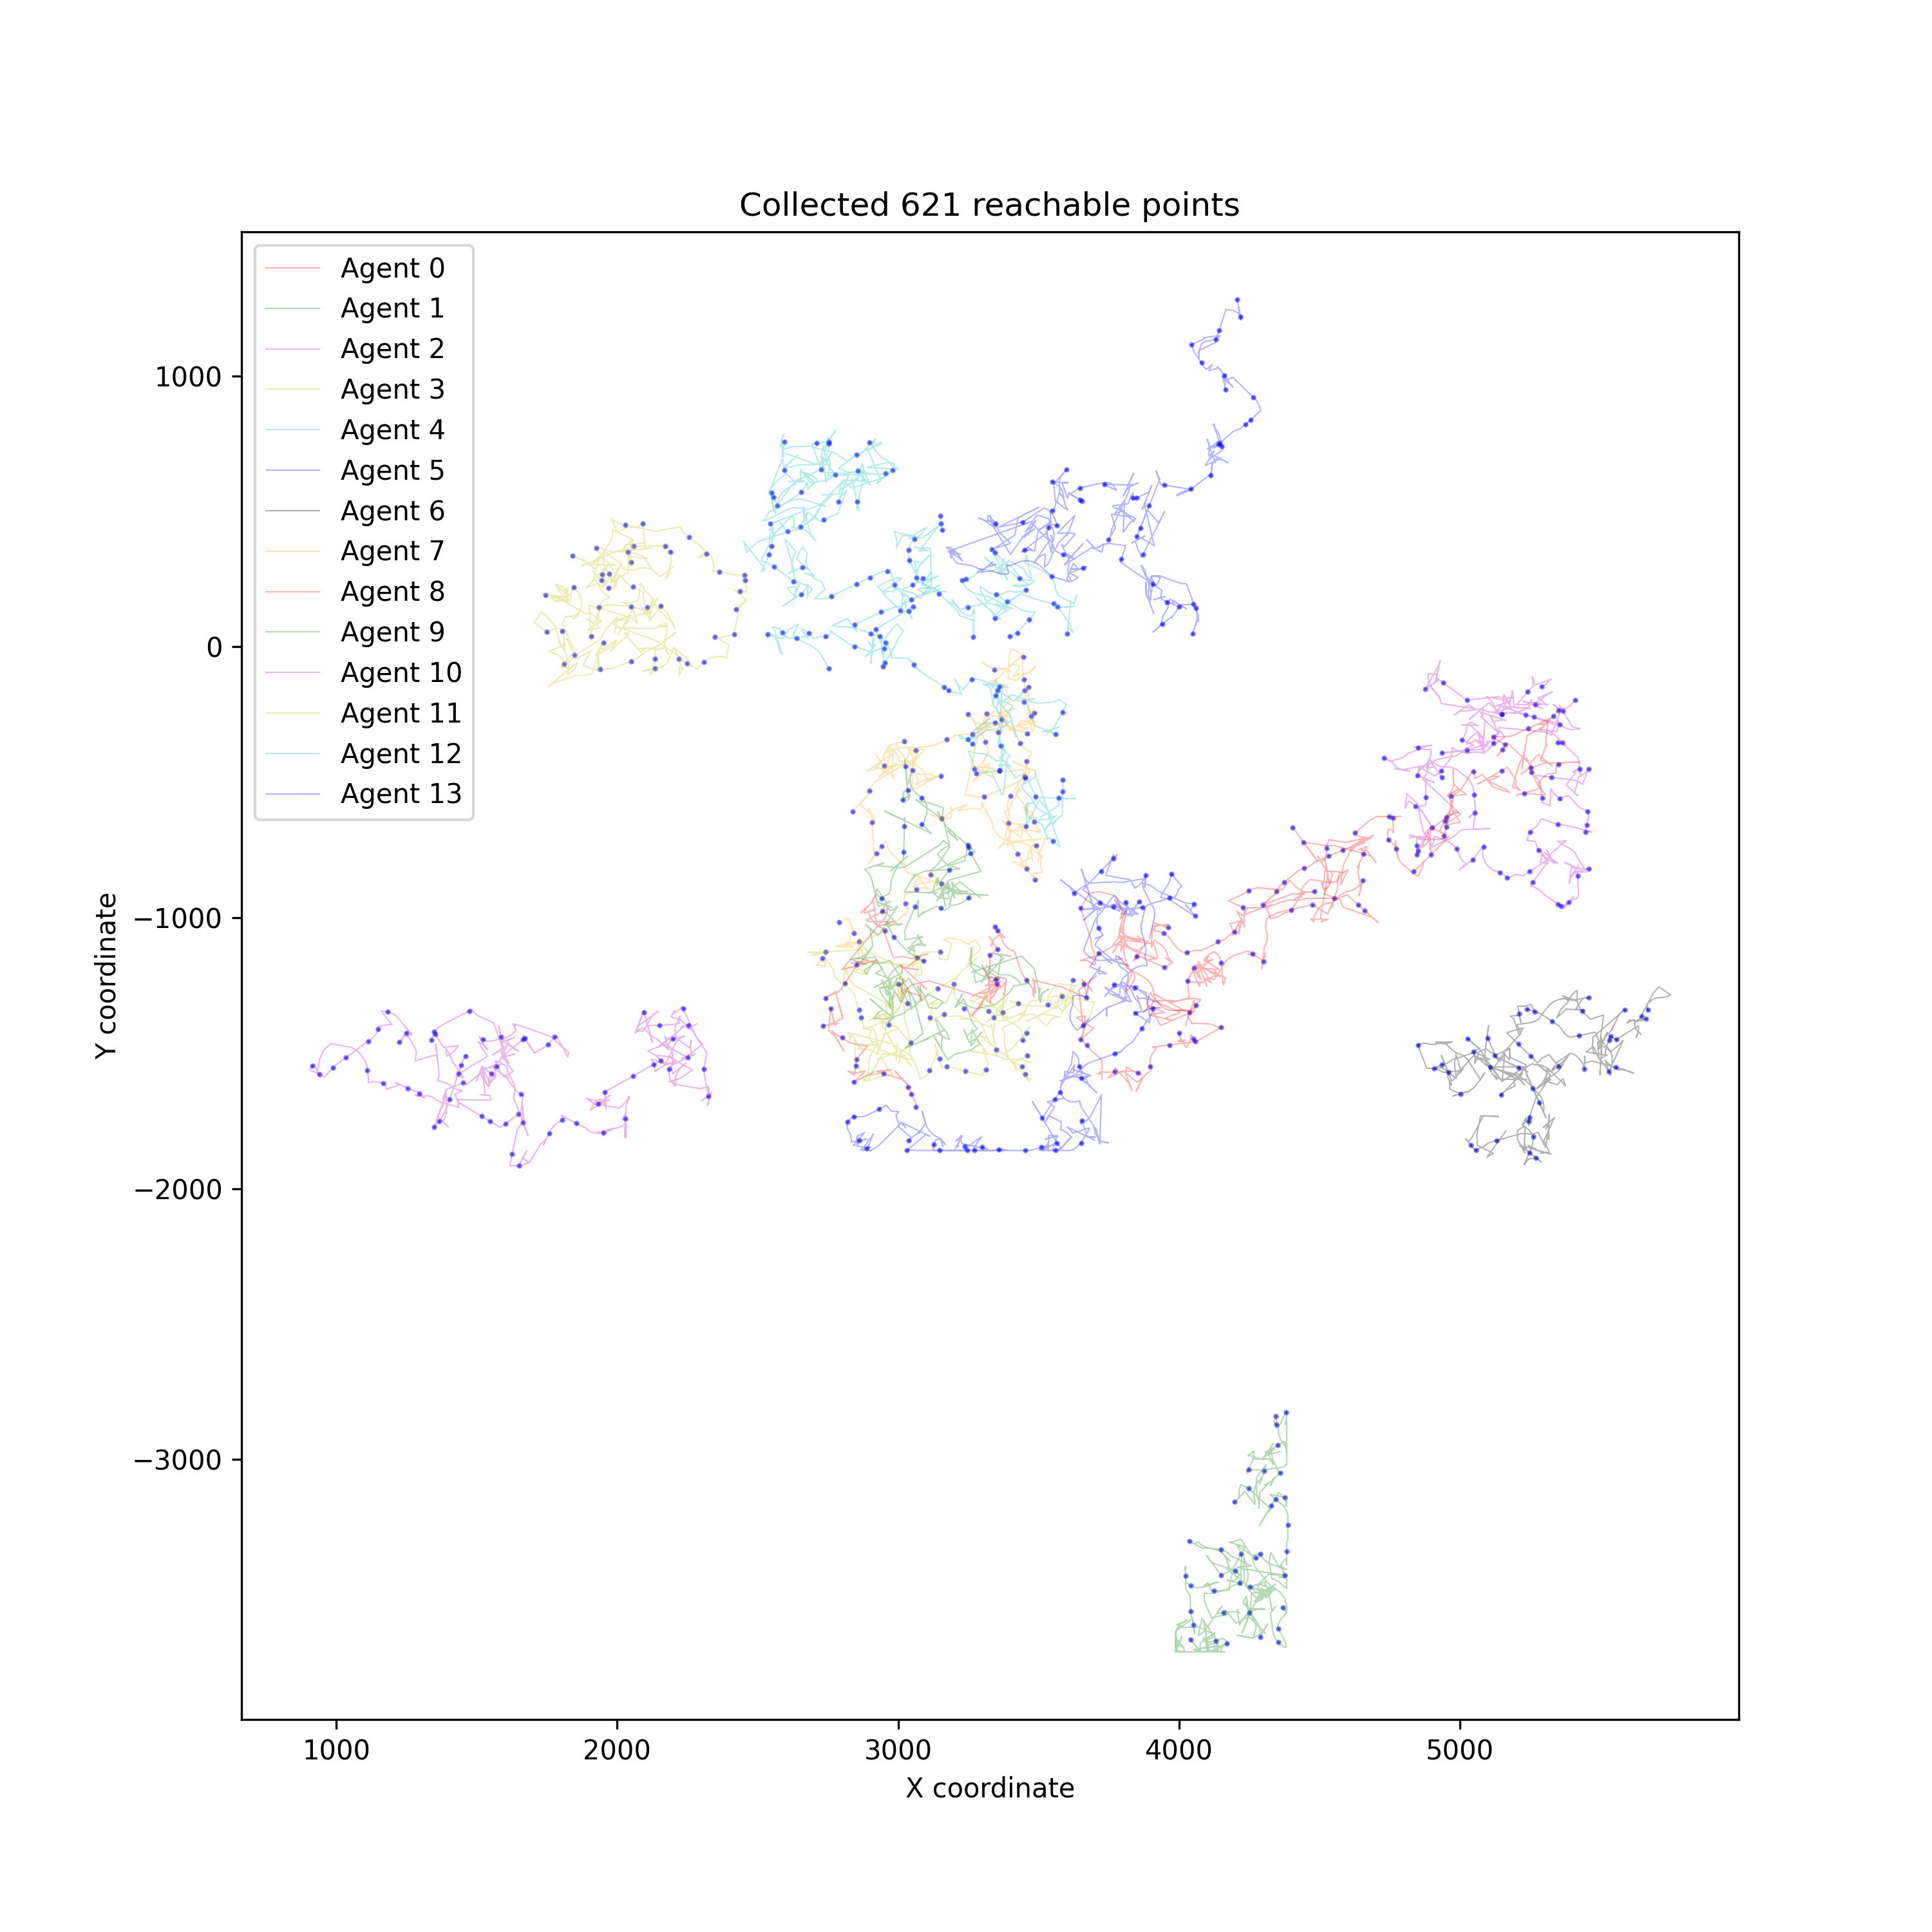 Collected 621 reachable points
Agent 0
Agent 1
Agent 2
Agent 3
Agent 4
Agent 5
Agent 6
Agent 7
Agent 8
Agent 9
Agent 10
Agent 11
Agent 12
Agent 13
1000
0
−1000
−2000
−3000
Y coordinate
1000 2000 3000 4000 5000
X coordinate